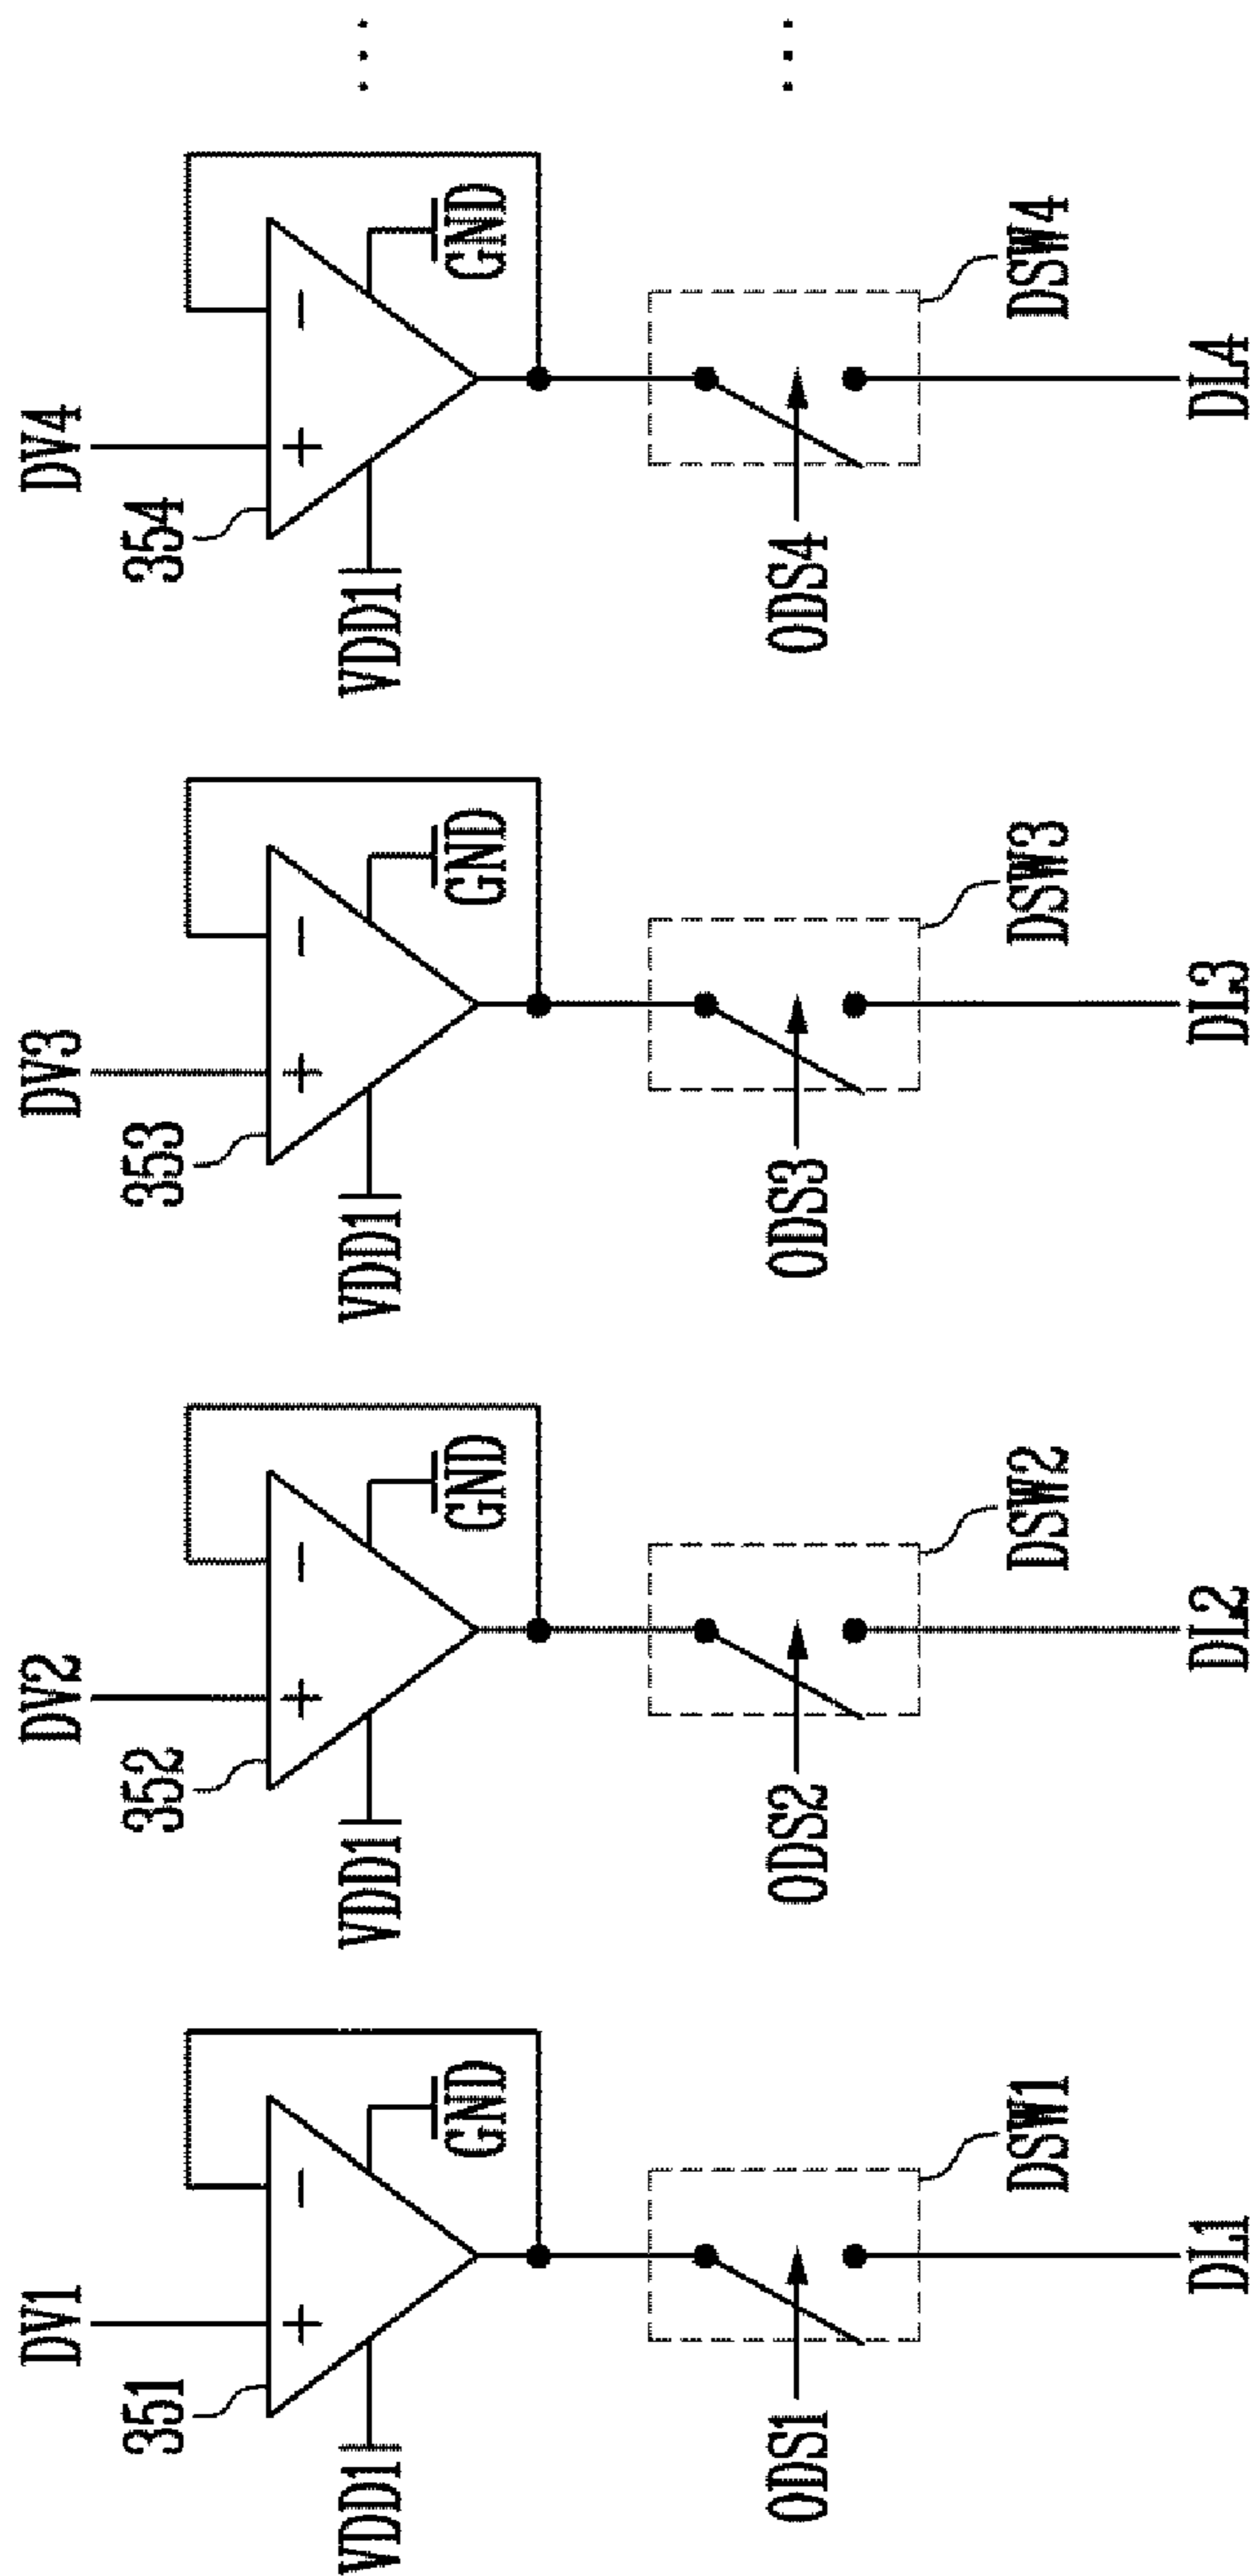 DV1
DV2
DV3
DV4
351
352
353
354
+
−
+
−
+
−
+
−
VDD1
GND
VDD1
GND
VDD1
GND
VDD1
GND
...
ODS1
ODS2
ODS3
ODS4
...
DSW1
DSW2
DSW3
DSW4
DL1
DL2
DL3
DL4